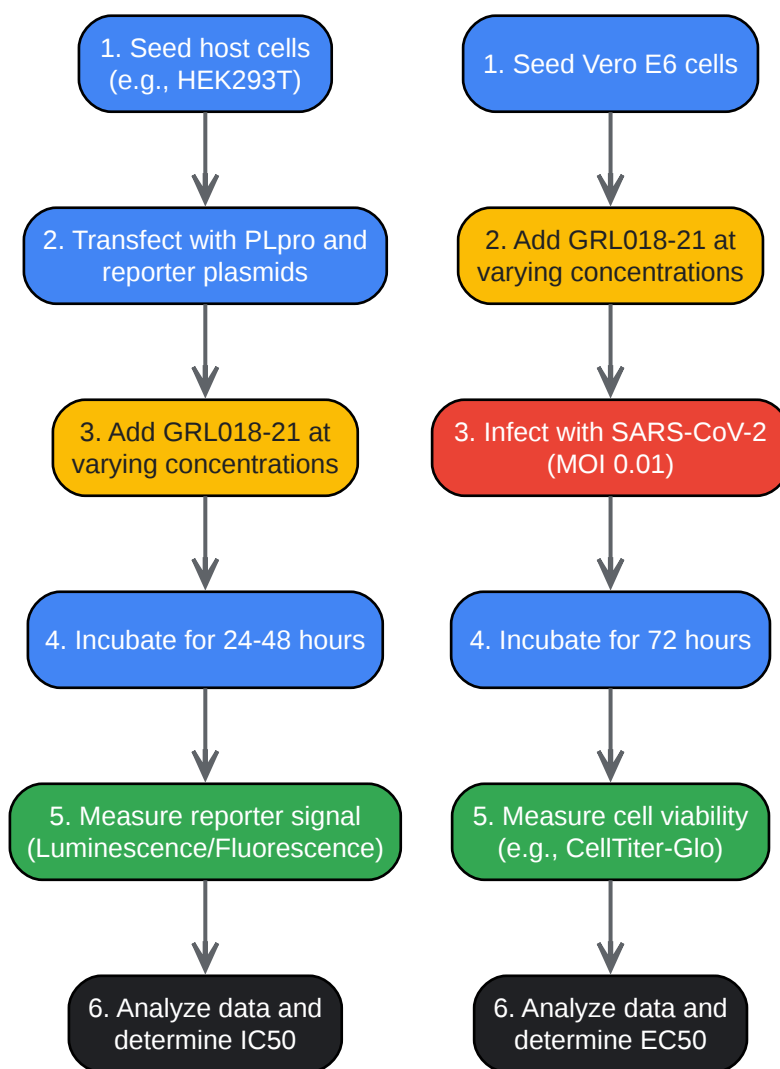 1. Seed host cells
(e.g., HEK293T)
2. Transfect with PLpro and
reporter plasmids
3. Add GRL018-21 at
varying concentrations
4. Incubate for 24-48 hours
5. Measure reporter signal
(Luminescence/Fluorescence)
6. Analyze data and
determine IC50
1. Seed Vero E6 cells
2. Add GRL018-21 at
varying concentrations
3. Infect with SARS-CoV-2
(MOI 0.01)
4. Incubate for 72 hours
5. Measure cell viability
(e.g., CellTiter-Glo)
6. Analyze data and
determine EC50